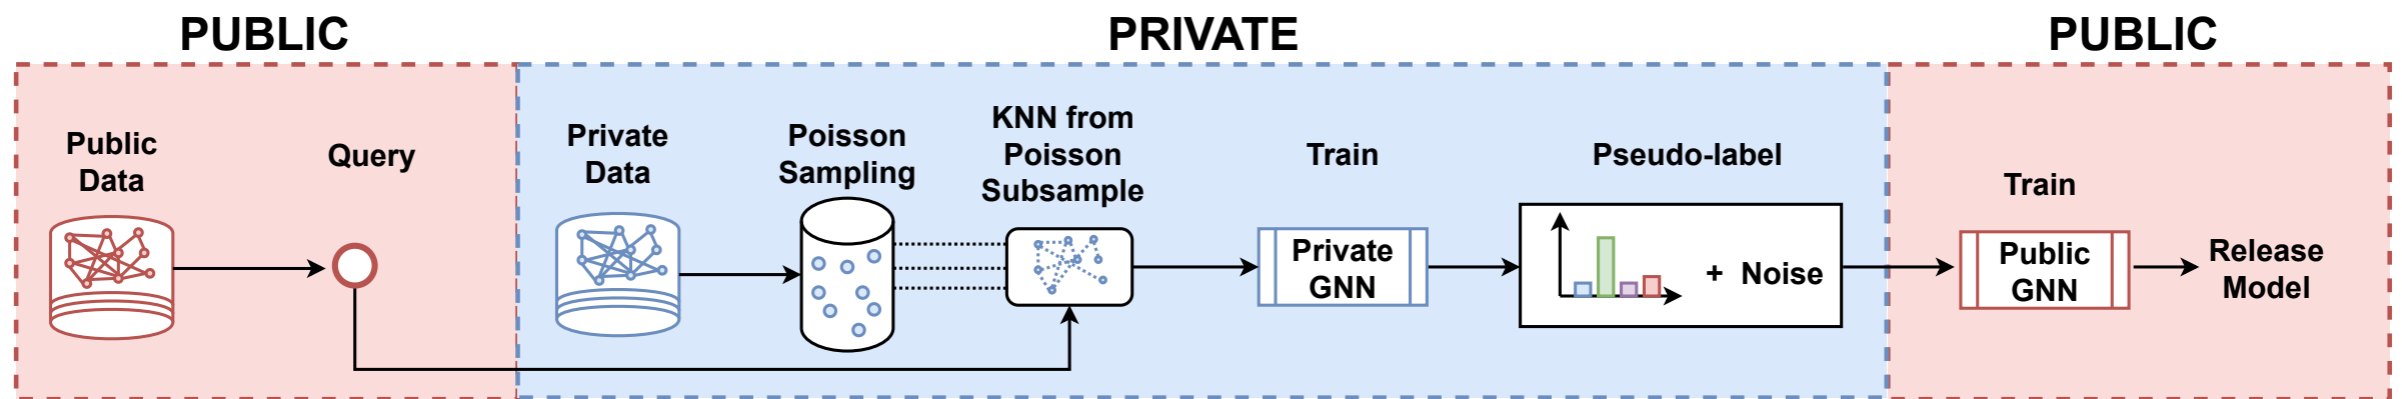 PUBLIC
PRIVATE
PUBLIC
Public
Data
Query
Private
Data
Poisson
Sampling
KNN from
Poisson
Subsample
Train
Private
GNN
Pseudo-label
+ Noise
Train
Public
GNN
Release
Model